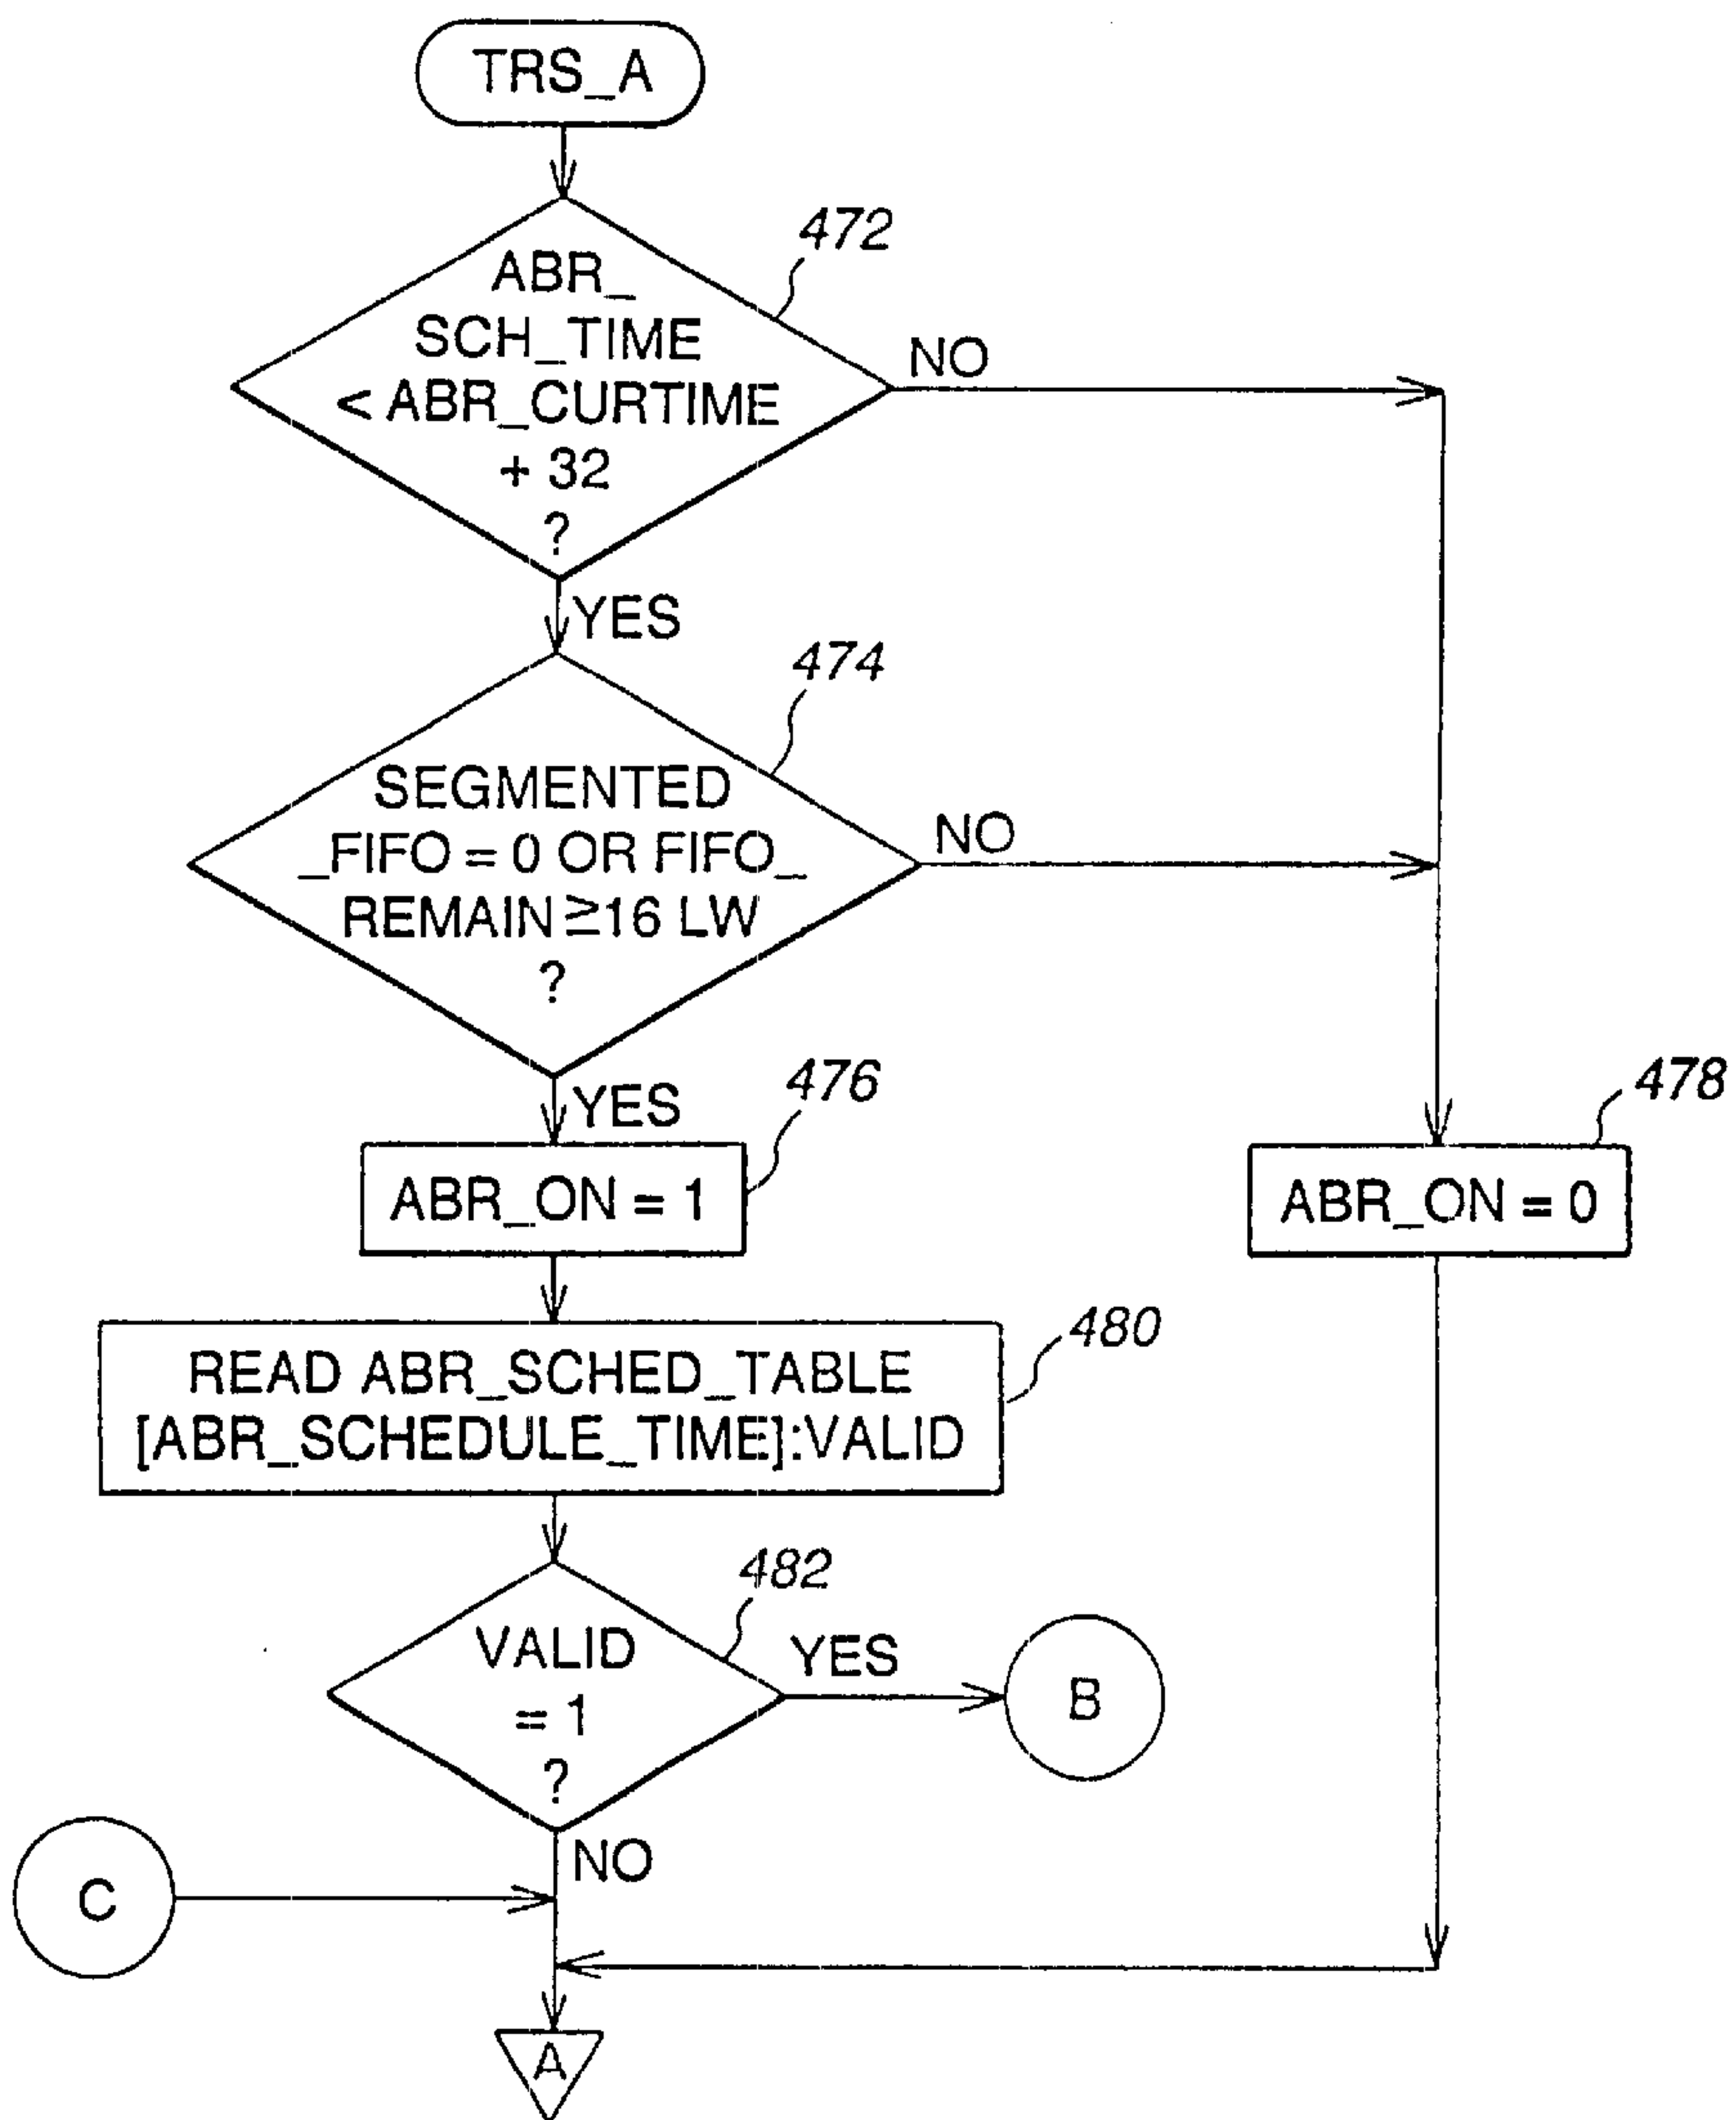 TRS_A
472
ABR_
SCH_TIME
< ABR_CURTIME
+ 32
?
NO
YES
474
SEGMENTED
_FIFO = 0 OR FIFO_
REMAIN ≧16 LW
?
NO
YES
476
478
ABR_ON = 1
ABR_ON = 0
480
READ ABR_SCHED_TABLE
[ABR_SCHEDULE_TIME]:VALID
482
VALID
= 1
?
YES
B
NO
C
A